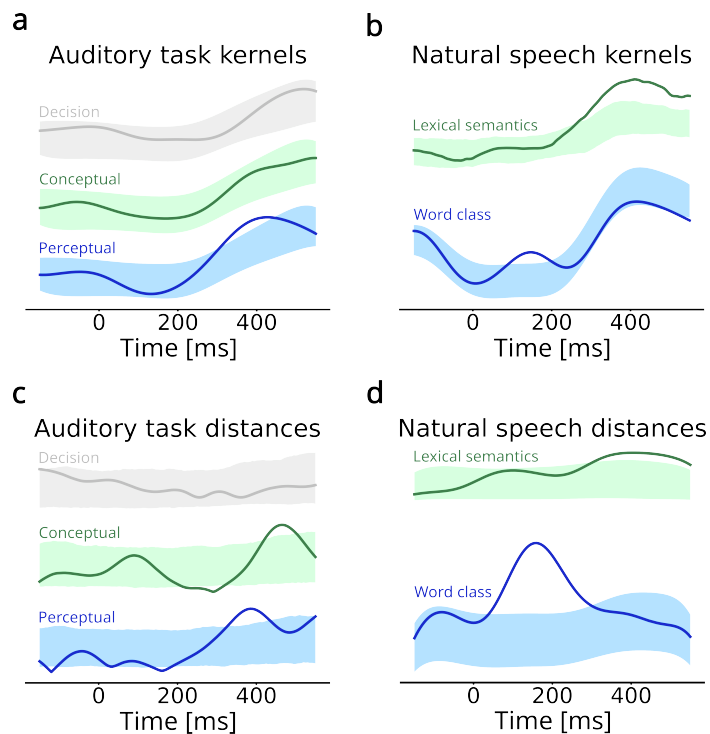 a
Auditory task kernels
Decision
Conceptual
Perceptual
0 200 400
Time [ms]
b
Natural speech kernels
Lexical semantics
Word class
0 200 400
Time [ms]
c
Auditory task distances
Decision
Conceptual
Perceptual
0 200 400
Time [ms]
d
Natural speech distances
Lexical semantics
Word class
0 200 400
Time [ms]